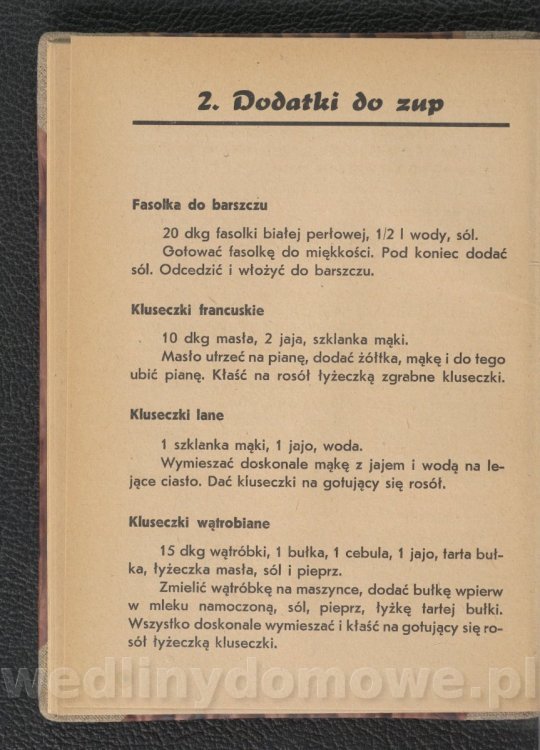 2. Dodatki do zup
Fasolka do barszczu
20 dkg fasolki białej perłowej, 1/2 l wody, sól.
Gotować fasolkę do miękkości. Pod koniec dodać
sól. Odcedzić i włożyć do barszczu.
Kluseczki francuskie
10 dkg masła, 2 jaja, szklanka mąki.
Masło utrzeć na pianę, dodać żółtka, mąkę i do tego
ubić pianę. Kłaść na rosół łyżeczką zgrabne kluseczki.
Kluseczki lane
1 szklanka mąki, 1 jajo, woda.
Wymieszać doskonale mąkę z jajem i wodą na le-
jące ciasto. Dać kluseczki na gotujący się rosół.
Kluseczki wątrobiane
15 dkg wątróbki, 1 bułka, 1 cebula, 1 jajo, tarta buł-
ka, łyżeczka masła, sól i pieprz.
Zmielić wątróbkę na maszynce, dodać bułkę wpierw
w mleku namoczoną, sól, pieprz, łyżkę tartej bułki.
Wszystko doskonale wymieszać i kłaść na gotujący się ro-
sół łyżeczką kluseczki.
wedlinydomowe.pl